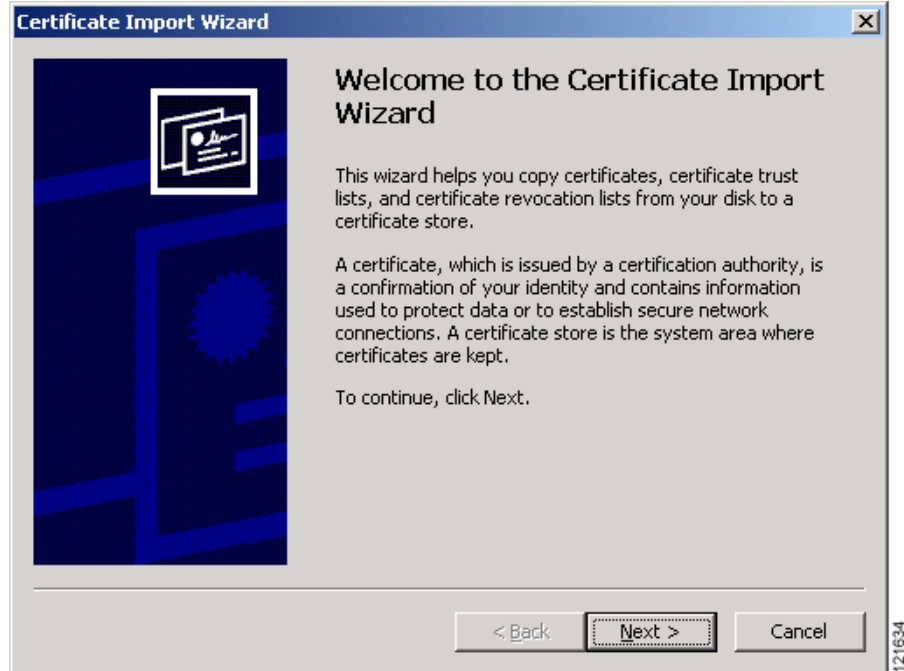 Certificate Import Wizard
Welcome to the Certificate Import
Wizard
This wizard helps you copy certificates, certificate trust
lists, and certificate revocation lists from your disk to a
certificate store.
A certificate, which is issued by a certification authority, is
a confirmation of your identity and contains information
used to protect data or to establish secure network
connections. A certificate store is the system area where
certificates are kept.
To continue, click Next.
< Back
Next >
Cancel
121634